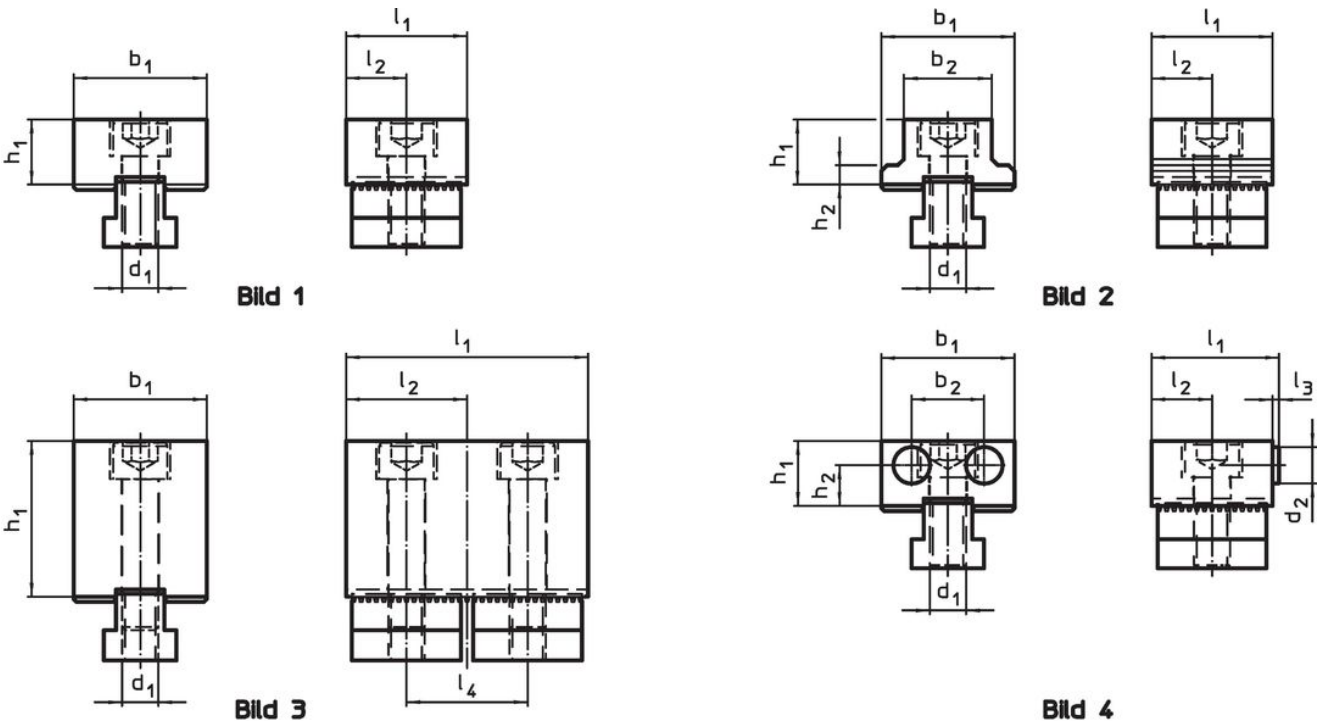 b1 l1 l2 h1 d1
Bild 1
b1 b2 l1 l2 h1 h2 d1
Bild 2
b1 l1 l2 h1 d1 l4
Bild 3
b1 b2 l1 l2 l3 h1 h2 d1 d2
Bild 4